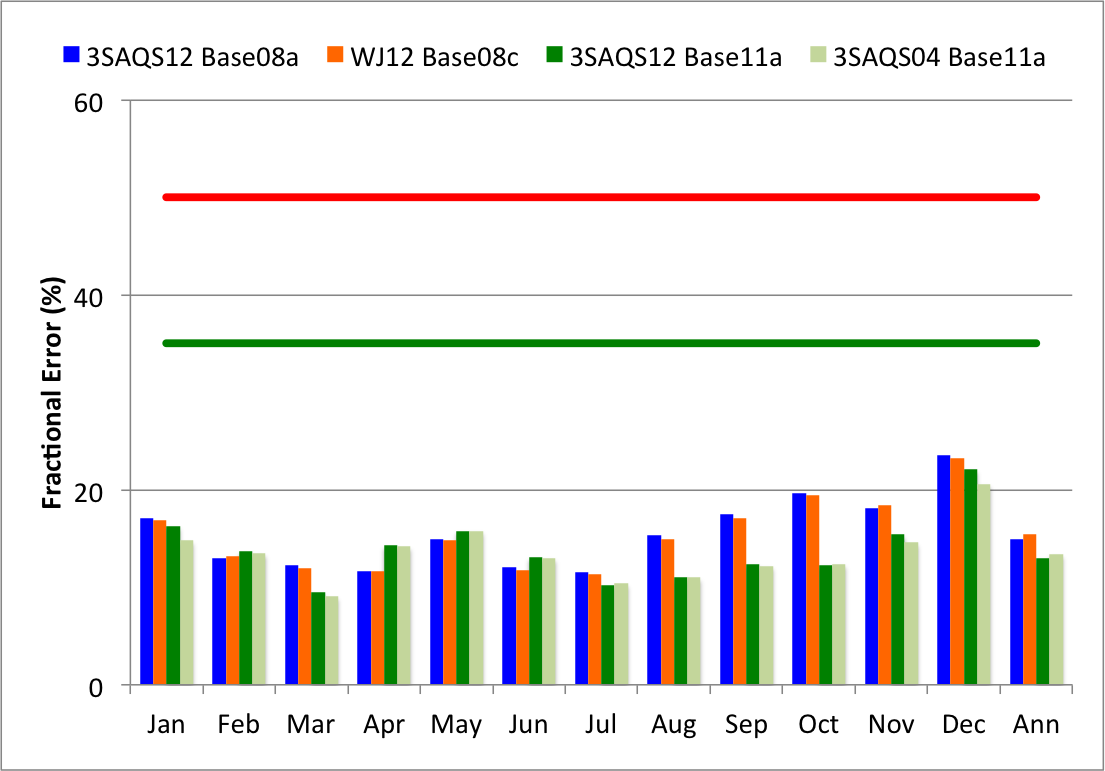 3SAQS12 Base08a WJ12 Base08c 3SAQS12 Base11a 3SAQS04 Base11a
60
40
20
0
Fractional Error (%)
Jan Feb Mar Apr May Jun Jul Aug Sep Oct Nov Dec Ann